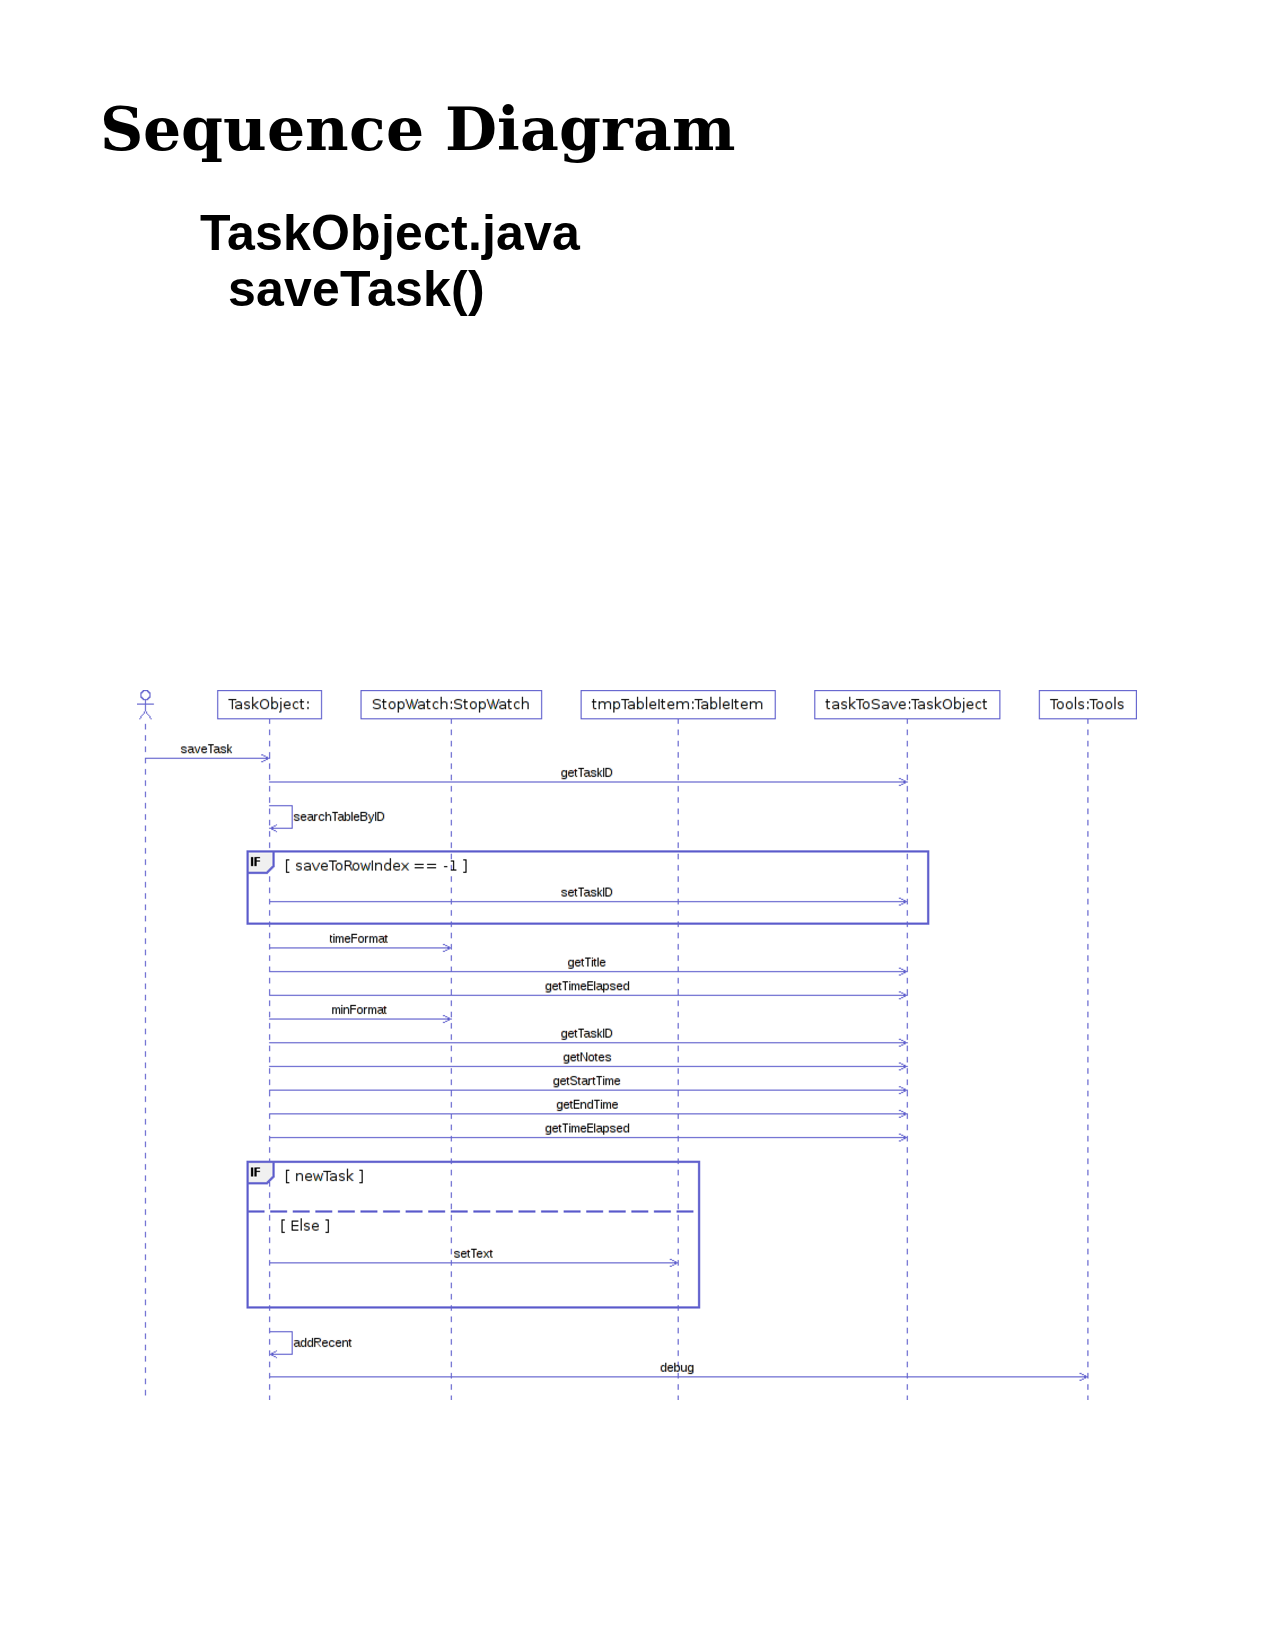 Sequence Diagram
TaskObject.java
saveTask()
TaskObject:
StopWatch:StopWatch
tmpTableItem:TableItem
taskToSave:TaskObject
Tools:Tools
saveTask
getTaskID
searchTableByID
IF
[ saveToRowIndex == -1 ]
setTaskID
timeFormat
getTitle
getTimeElapsed
minFormat
getTaskID
getNotes
getStartTime
getEndTime
getTimeElapsed
IF
[ newTask ]
[ Else ]
setText
addRecent
debug